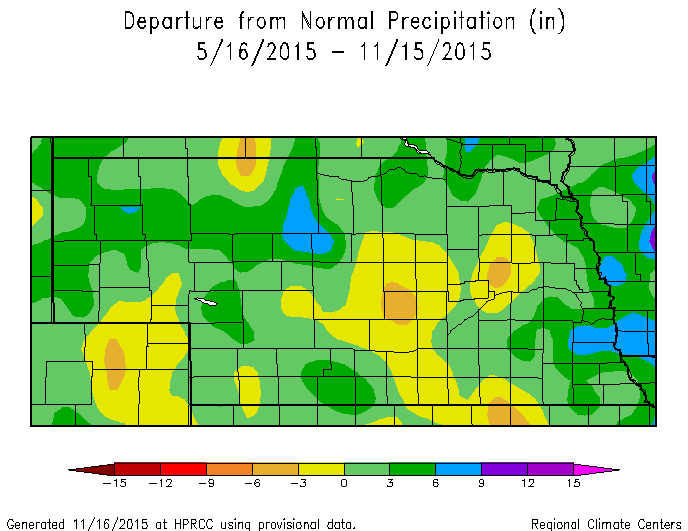 Departure from Normal Precipitation (in)
5/16/2015 – 11/15/2015
-15 -12 -9 -6 -3 0 3 6 9 12 15
Generated 11/16/2015 at HPRCC using provisional data. Regional Climate Centers